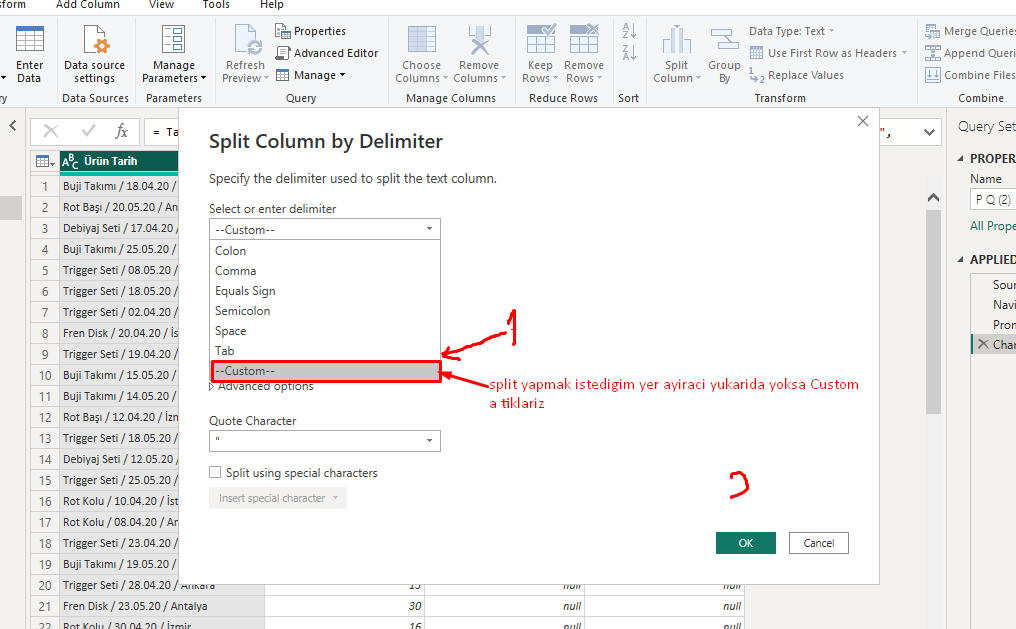 sform Add Column View Tools Help
Enter Data
Data source settings
Manage Parameters
Refresh Preview
Properties
Advanced Editor
Manage
Choose Columns
Remove Columns
Keep Rows
Remove Rows
Split Column
Group By
Data Type: Text
Use First Row as Headers
Replace Values
Merge Queries
Append Queries
Combine Files
ry Data Sources Parameters Query Manage Columns Reduce Rows Sort Transform Combine
fx = Ta ",
Query Set
PROPER
Name
P Q (2)
All Prope
APPLIED
Sour
Navi
Pron
Chan
ABC Ürün Tarih
1 Buji Takımı / 18.04.20 /
2 Rot Başı / 20.05.20 / An
3 Debiyaj Seti / 17.04.20 /
4 Buji Takımı / 25.05.20 /
5 Trigger Seti / 08.05.20 /
6 Trigger Seti / 18.05.20 /
7 Trigger Seti / 02.04.20 /
8 Fren Disk / 20.04.20 / İs
9 Trigger Seti / 19.04.20 /
10 Buji Takımı / 15.05.20 /
11 Buji Takımı / 14.05.20 /
12 Rot Başı / 12.04.20 / İzn
13 Trigger Seti / 18.05.20 /
14 Debiyaj Seti / 12.05.20 /
15 Trigger Seti / 25.05.20 /
16 Rot Kolu / 10.04.20 / İst
17 Rot Kolu / 08.04.20 / An
18 Trigger Seti / 23.04.20 /
19 Buji Takımı / 19.05.20 /
20 Trigger Seti / 28.04.20 / Ankara 15 null null
21 Fren Disk / 23.05.20 / Antalya 30 null null
22 Rot Kolu / 30.04.20 / İzmir 16 null null
Split Column by Delimiter
Specify the delimiter used to split the text column.
Select or enter delimiter
--Custom--
Colon
Comma
Equals Sign
Semicolon
Space
Tab
--Custom--
Advanced options
1
split yapmak istedigim yer ayiraci yukarida yoksa Custom
a tiklariz
Quote Character
"
Split using special characters
Insert special character
OK Cancel